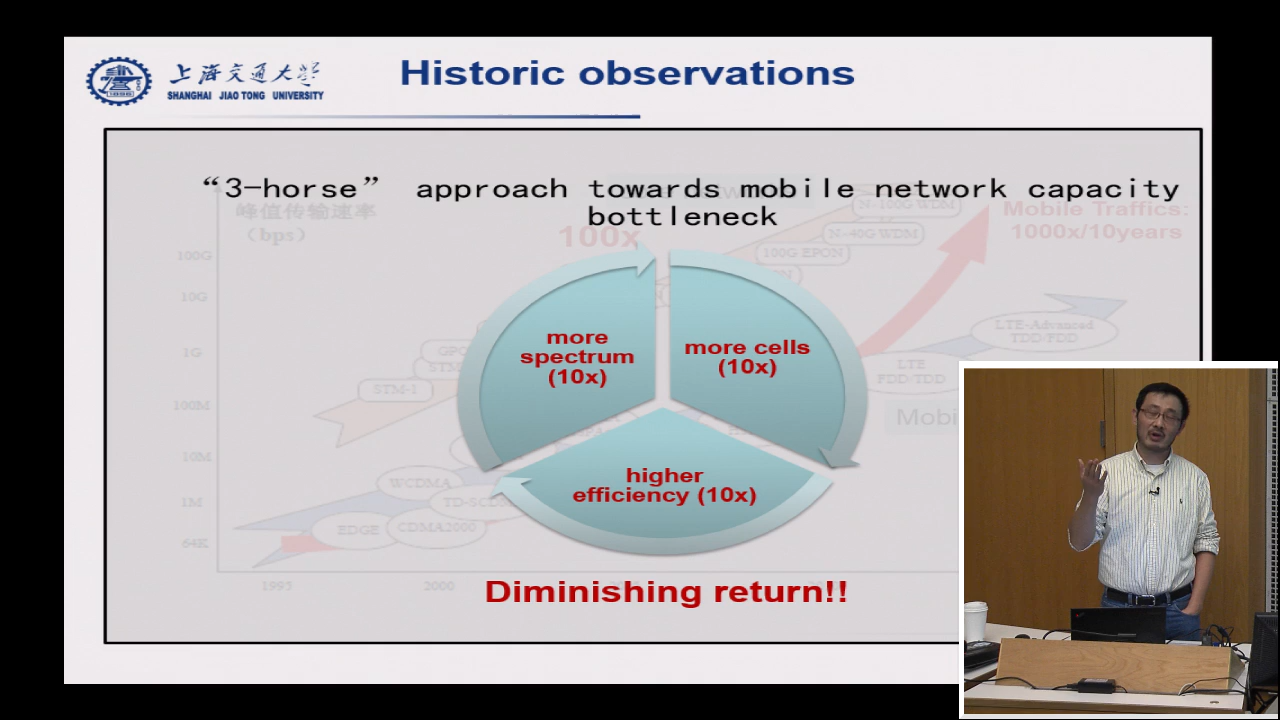 上海交通大学
SHANGHAI JIAO TONG UNIVERSITY
Historic observations
“3-horse” approach towards mobile network capacity
bottleneck
峰值传输速率
（bps）
100x
N×100G WDM
N×40G WDM
100G EPON
Mobile Traffics:
1000x/10years
100G
10G
1G
100M
10M
1M
64K
STM-1
more
spectrum
(10x)
more cells
(10x)
higher
efficiency (10x)
LTE-Advanced
TDD/FDD
LTE
FDD/TDD
Mobi
WCDMA
TD-SCDM
EDGE
CDMA2000
1995
2000
Diminishing return!!